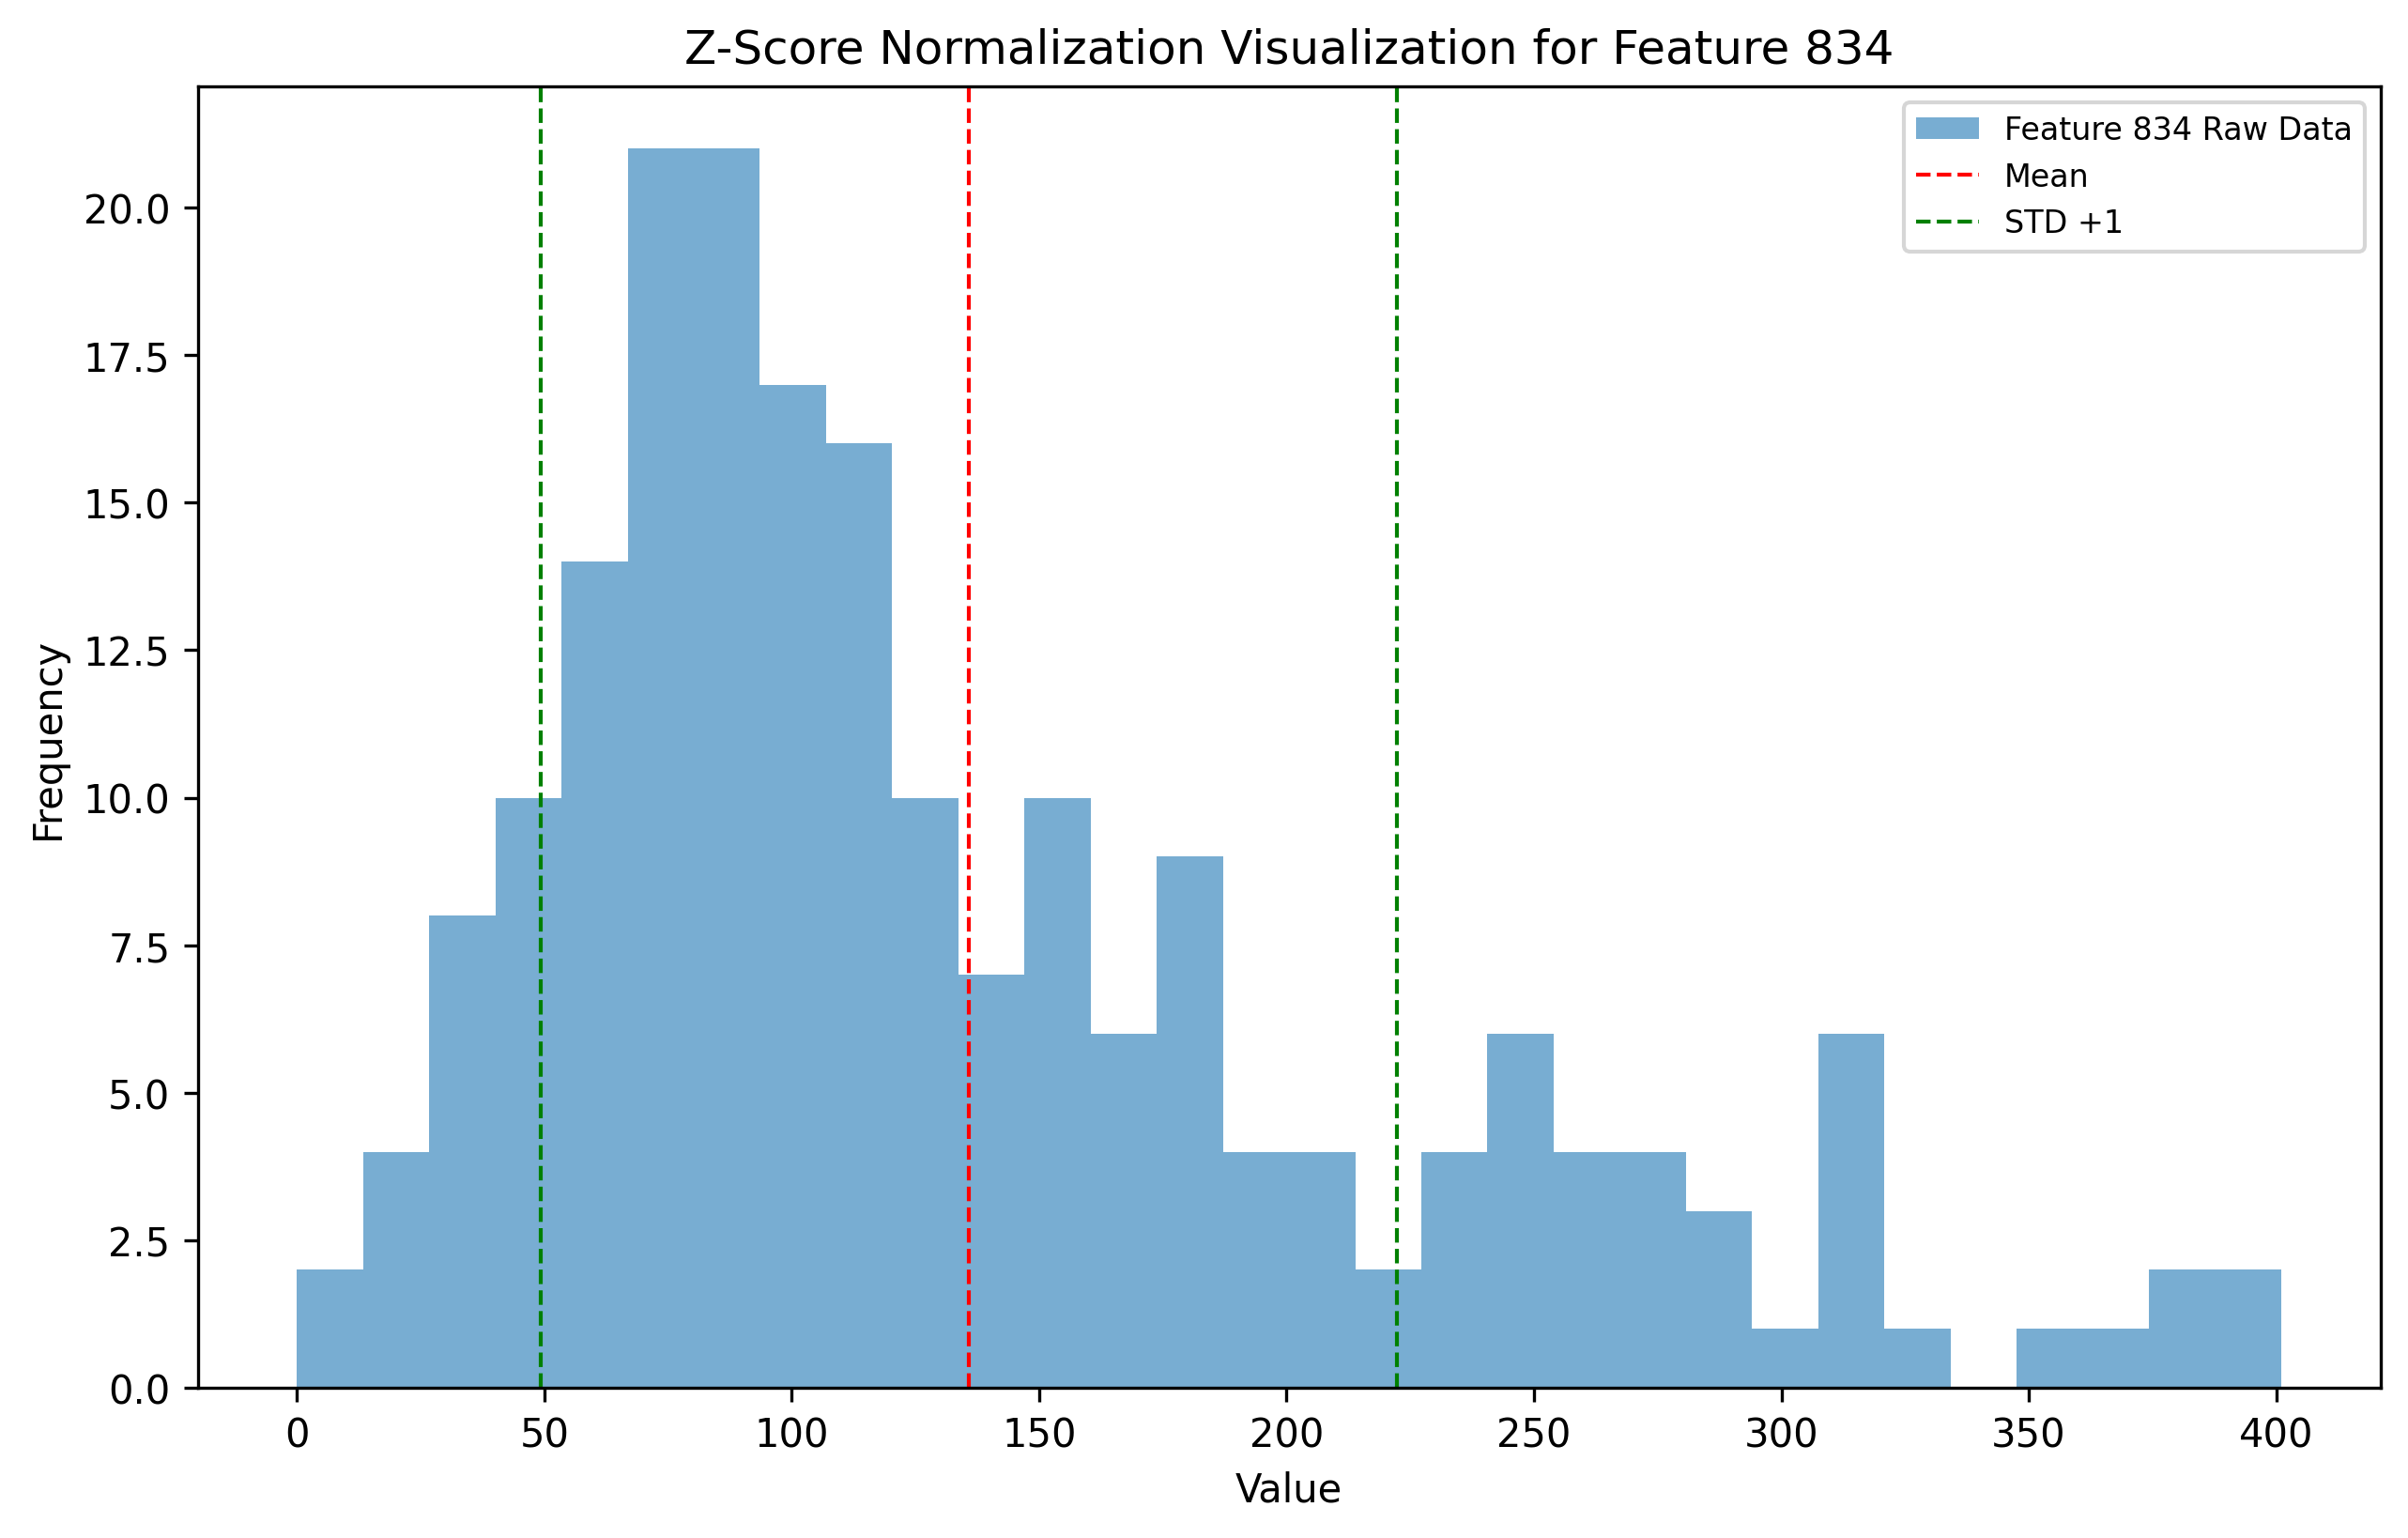 Z-Score Normalization Visualization for Feature 834
Feature 834 Raw Data
Mean
STD +1
20.0
17.5
15.0
12.5
10.0
7.5
5.0
2.5
0.0
Frequency
0 50 100 150 200 250 300 350 400
Value